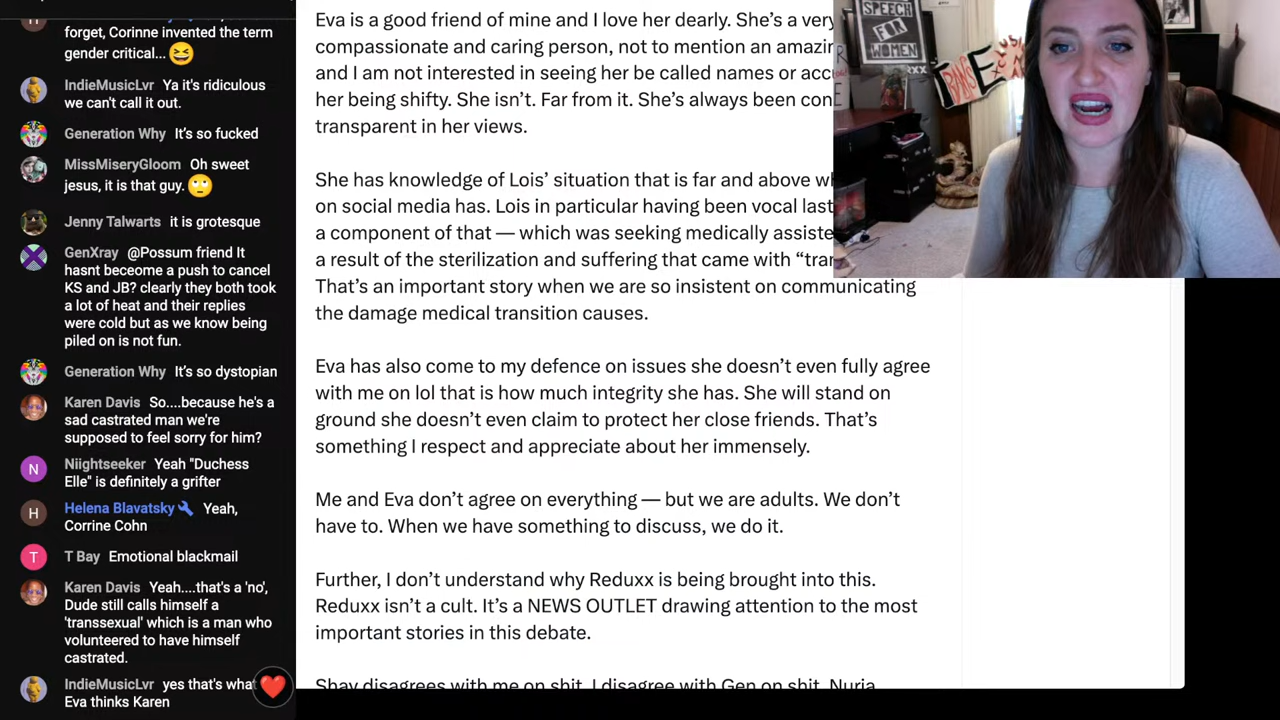 forget, Corinne invented the term
gender critical... 😆
IndieMusicLvr Ya it's ridiculous
we can't call it out.
Generation Why It's so fucked
MissMiseryGloom Oh sweet
jesus, it is that guy. 🙄
Jenny Talwarts it is grotesque
GenXray @Possum friend It
hasnt beceome a push to cancel
KS and JB? clearly they both took
a lot of heat and their replies
were cold but as we know being
piled on is not fun.
Generation Why It's so dystopian
Karen Davis So....because he's a
sad castrated man we're
supposed to feel sorry for him?
N Niightseeker Yeah "Duchess
Elle" is definitely a grifter
H Helena Blavatsky Yeah,
Corrine Cohn
T T Bay Emotional blackmail
Karen Davis Yeah....that's a 'no',
Dude still calls himself a
'transsexual' which is a man who
volunteered to have himself
castrated.
IndieMusicLvr yes that's what
Eva thinks Karen
Eva is a good friend of mine and I love her dearly. She's a very
compassionate and caring person, not to mention an amazin
and I am not interested in seeing her be called names or acc
her being shifty. She isn't. Far from it. She's always been con
transparent in her views.
She has knowledge of Lois' situation that is far and above wh
on social media has. Lois in particular having been vocal last
a component of that — which was seeking medically assiste
a result of the sterilization and suffering that came with "tran
That's an important story when we are so insistent on communicating
the damage medical transition causes.
Eva has also come to my defence on issues she doesn't even fully agree
with me on lol that is how much integrity she has. She will stand on
ground she doesn't even claim to protect her close friends. That's
something I respect and appreciate about her immensely.
Me and Eva don't agree on everything — but we are adults. We don't
have to. When we have something to discuss, we do it.
Further, I don't understand why Reduxx is being brought into this.
Reduxx isn't a cult. It's a NEWS OUTLET drawing attention to the most
important stories in this debate.
Shay disagrees with me on shit. I disagree with Gen on shit. Nuria
SPEECH
FOR
WOMEN